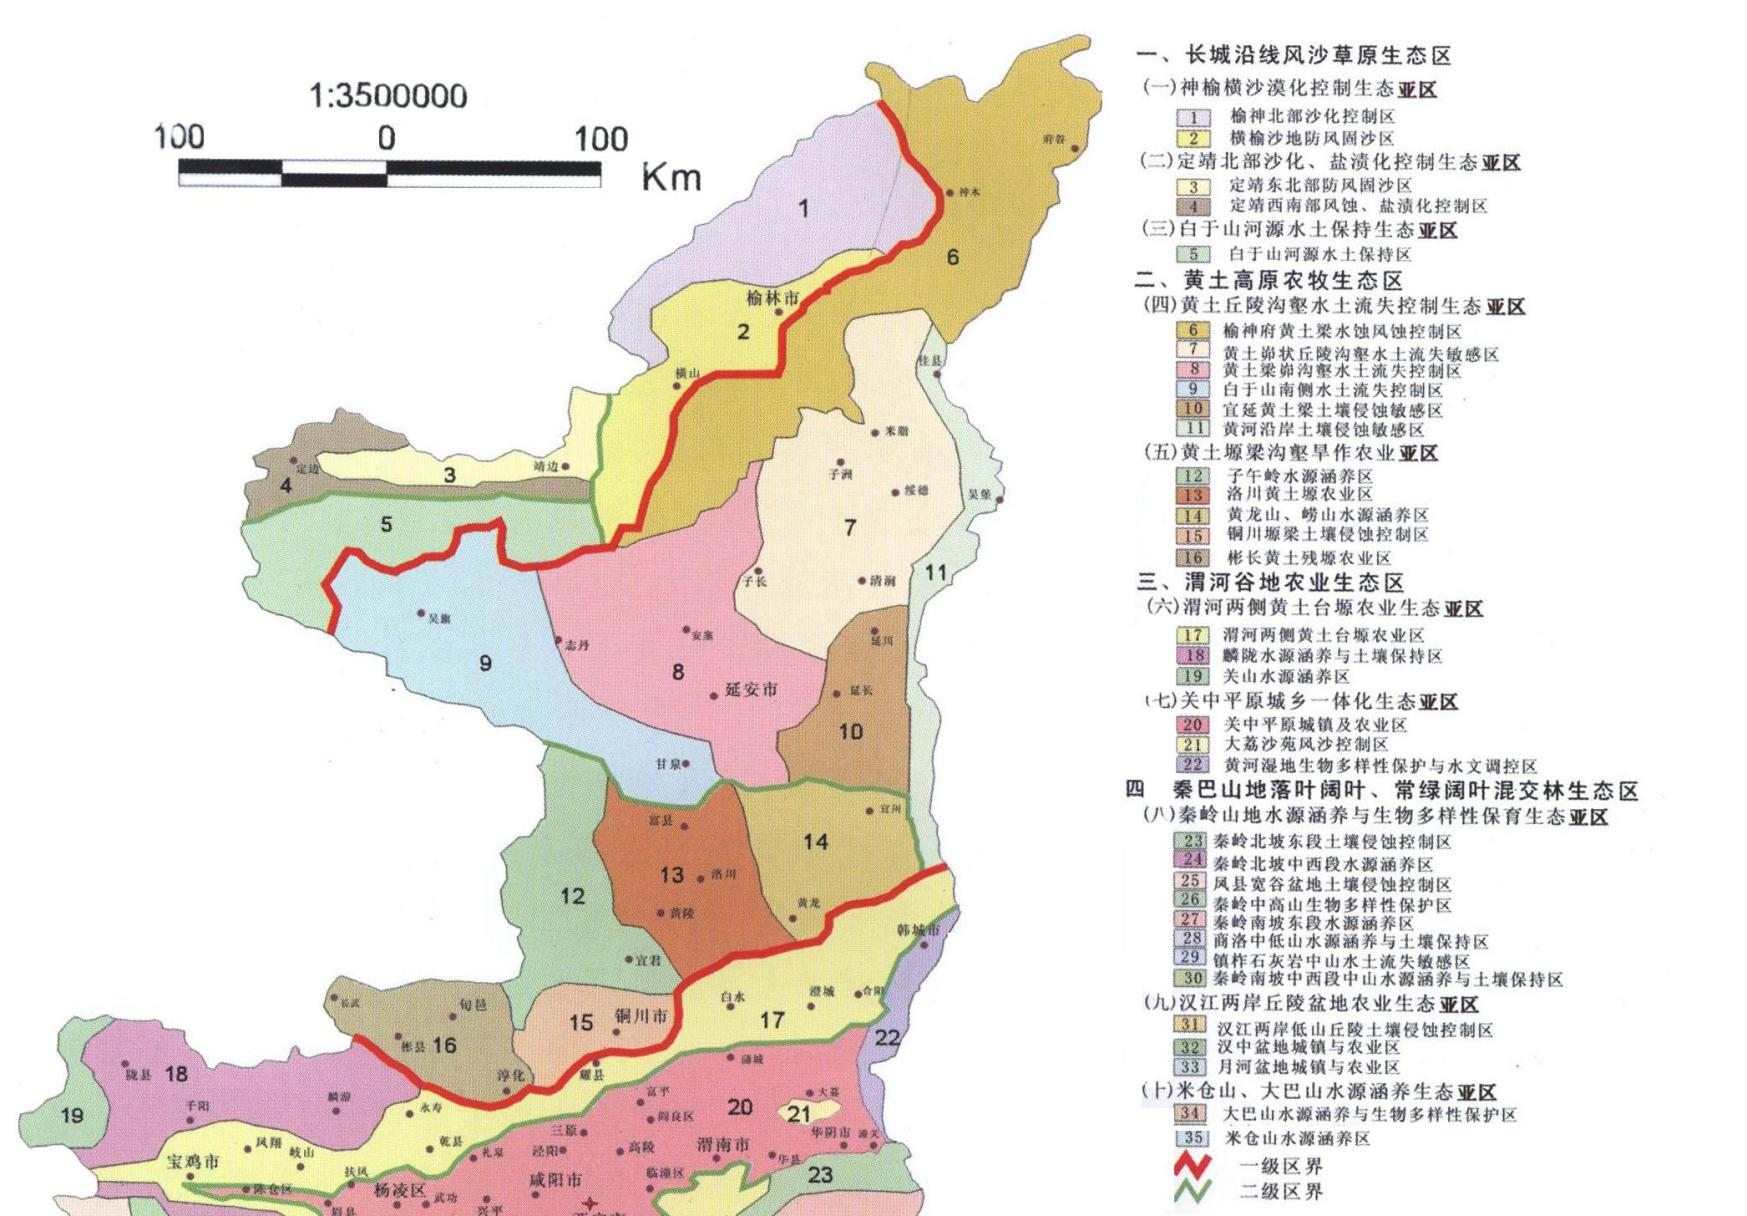 1:3500000
100 0 100
Km
1
2
3
4
5
6
7
8
9
10
11
12
13
14
15
16
17
18
19
20
21
22
23
府谷
神木
榆林市
横山
佳县
定边
靖边
米脂
子洲
绥德
吴堡
子长
清涧
吴旗
志丹
安塞
延安市
延川
延长
甘泉
宜川
富县
洛川
黄陵
黄龙
宜君
韩城市
长武
旬邑
彬县
淳化
铜川市
耀县
白水
澄城
合阳
蒲城
陇县
千阳
麟游
永寿
乾县
凤翔
岐山
宝鸡市
陈仓区
扶风
杨凌区
武功
眉县
礼泉
兴平
咸阳市
泾阳
三原
高陵
富平
阎良区
临潼区
渭南市
大荔
华阴市
潼关
华县
一、长城沿线风沙草原生态区
(一)神榆横沙漠化控制生态亚区
1 榆神北部沙化控制区
2 横榆沙地防风固沙区
(二)定靖北部沙化、盐渍化控制生态亚区
3 定靖东北部防风固沙区
4 定靖西南部风蚀、盐渍化控制区
(三)白于山河源水土保持生态亚区
5 白于山河源水土保持区
二、黄土高原农牧生态区
(四)黄土丘陵沟壑水土流失控制生态亚区
6 榆神府黄土梁水蚀风蚀控制区
7 黄土峁状丘陵沟壑水土流失敏感区
8 黄土梁峁沟壑水土流失控制区
9 白于山南侧水土流失控制区
10 宜延黄土梁土壤侵蚀敏感区
11 黄河沿岸土壤侵蚀敏感区
(五)黄土塬梁沟壑旱作农业亚区
12 子午岭水源涵养区
13 洛川黄土塬农业区
14 黄龙山、崂山水源涵养区
15 铜川塬梁土壤侵蚀控制区
16 彬长黄土残塬农业区
三、渭河谷地农业生态区
(六)渭河两侧黄土台塬农业生态亚区
17 渭河两侧黄土台塬农业区
18 麟陇水源涵养与土壤保持区
19 关山水源涵养区
(七)关中平原城乡一体化生态亚区
20 关中平原城镇及农业区
21 大荔沙苑风沙控制区
22 黄河湿地生物多样性保护与水文调控区
四 秦巴山地落叶阔叶、常绿阔叶混交林生态区
(八)秦岭山地水源涵养与生物多样性保育生态亚区
23 秦岭北坡东段土壤侵蚀控制区
24 秦岭北坡中西段水源涵养区
25 凤县宽谷盆地土壤侵蚀控制区
26 秦岭中高山生物多样性保护区
27 秦岭南坡东段水源涵养区
28 商洛中低山水源涵养与土壤保持区
29 镇柞石灰岩中山水土流失敏感区
30 秦岭南坡中西段中山水源涵养与土壤保持区
(九)汉江两岸丘陵盆地农业生态亚区
31 汉江两岸低山丘陵土壤侵蚀控制区
32 汉中盆地城镇与农业区
33 月河盆地城镇与农业区
(十)米仓山、大巴山水源涵养生态亚区
34 大巴山水源涵养与生物多样性保护区
35 米仓山水源涵养区
一级区界
二级区界